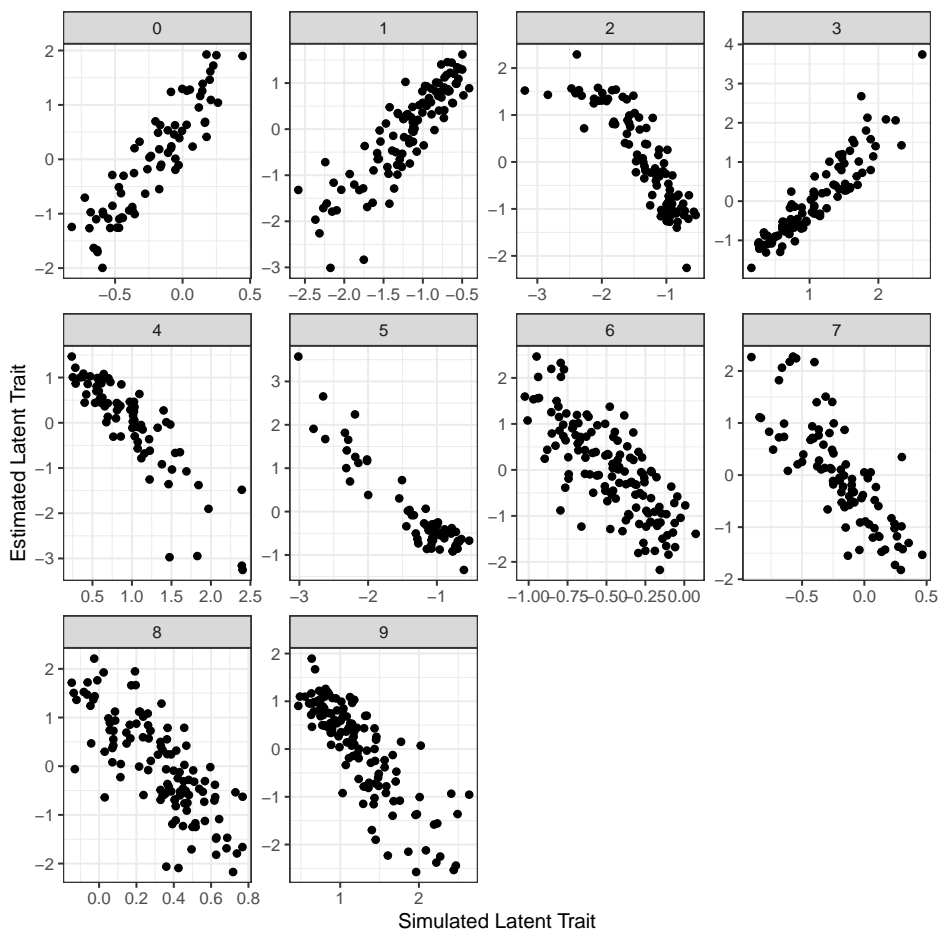 0 1 2 3
2 1 0 −1 −2
1 0 −1 −2 −3
2 1 0 −1 −2
4 3 2 1 0 −1
−0.5 0.0 0.5
−2.5 −2.0 −1.5 −1.0 −0.5
−3 −2 −1
1 2
4 5 6 7
1 0 −1 −2 −3
3 2 1 0 −1
2 1 0 −1 −2
2 1 0 −1 −2
0.5 1.0 1.5 2.0 2.5
−3 −2 −1
−1.00 −0.75 −0.50 −0.25 0.00
−0.5 0.0 0.5
8 9
2 1 0 −1 −2
2 1 0 −1 −2
0.0 0.2 0.4 0.6 0.8
1 2
Estimated Latent Trait
Simulated Latent Trait